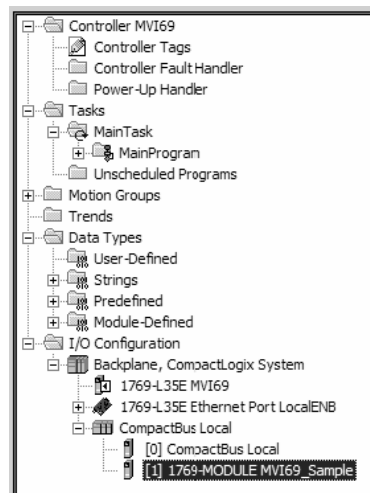 Controller MVI69
Controller Tags
Controller Fault Handler
Power-Up Handler
Tasks
MainTask
MainProgran
Unscheduled Programs
Motion Groups
Trends
Data Types
User-Defined
Strings
Predefined
Module-Defined
I/O Configuration
Backplane, CompactLogix System
1769-L35E MVI69
1769-L35E Ethernet Port LocalENB
CompactBus Local
[0] CompactBus Local
[1] 1769-MODULE MVI69_Sample